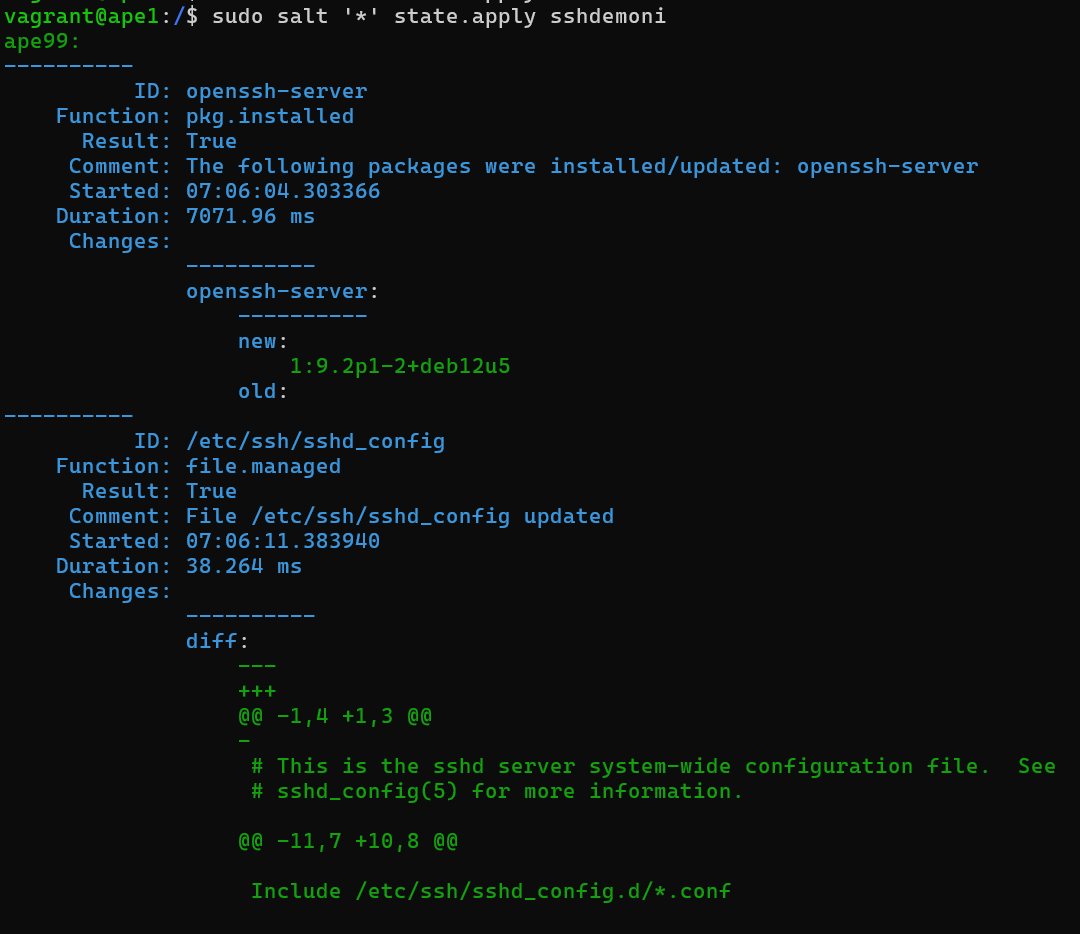 vagrant@ape1:/$ sudo salt '*' state.apply sshdemoni
ape99:
----------
          ID: openssh-server
    Function: pkg.installed
      Result: True
     Comment: The following packages were installed/updated: openssh-server
     Started: 07:06:04.303366
    Duration: 7071.96 ms
     Changes:
              ----------
              openssh-server:
                  ----------
                  new:
                      1:9.2p1-2+deb12u5
                  old:
----------
          ID: /etc/ssh/sshd_config
    Function: file.managed
      Result: True
     Comment: File /etc/ssh/sshd_config updated
     Started: 07:06:11.383940
    Duration: 38.264 ms
     Changes:
              ----------
              diff:
                  ---
                  +++
                  @@ -1,4 +1,3 @@
                  -
                   # This is the sshd server system-wide configuration file.  See
                   # sshd_config(5) for more information.

                  @@ -11,7 +10,8 @@

                   Include /etc/ssh/sshd_config.d/*.conf